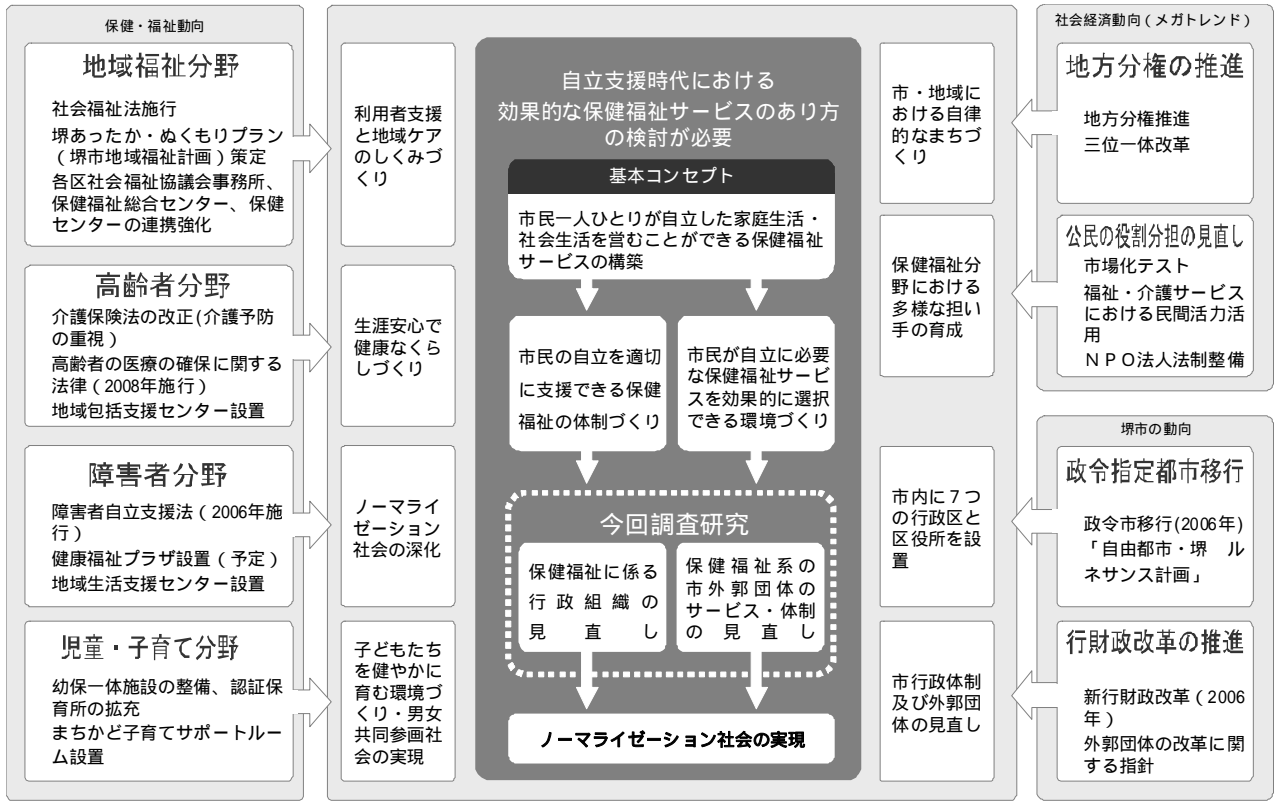 保健・福祉動向
地域福祉分野
社会福祉法施行
堺あったか・ぬくもりプラン
(堺市地域福祉計画)策定
各区社会福祉協議会事務所、
保健福祉総合センター、保健
センターの連携強化
高齢者分野
介護保険法の改正(介護予防
の重視)
高齢者の医療の確保に関する
法律(2008年施行)
地域包括支援センター設置
障害者分野
障害者自立支援法(2006年施
行)
健康福祉プラザ設置(予定)
地域生活支援センター設置
児童・子育て分野
幼保一体施設の整備、認証保
育所の拡充
まちかど子育てサポートルー
ム設置
利用者支援
と地域ケア
のしくみづ
くり
生涯安心で
健康なくら
しづくり
ノーマライ
ゼーション
社会の深化
子どもたち
を健やかに
育む環境づ
くり・男女
共同参画社
会の実現
自立支援時代における
効果的な保健福祉サービスのあり方
の検討が必要
基本コンセプト
市民一人ひとりが自立した家庭生活・
社会生活を営むことができる保健福祉
サービスの構築
市民の自立を適切
に支援できる保健
福祉の体制づくり
市民が自立に必要
な保健福祉サービ
スを効果的に選択
できる環境づくり
今回調査研究
保健福祉に係る
行政組織の
見直し
保健福祉系の
市外郭団体の
サービス・体制
の見直し
ノーマライゼーション社会の実現
市・地域に
おける自律
的なまちづ
くり
保健福祉分
野における
多様な担い
手の育成
市内に7つ
の行政区と
区役所を設
置
市行政体制
及び外郭団
体の見直し
社会経済動向(メガトレンド)
地方分権の推進
地方分権推進
三位一体改革
公民の役割分担の見直し
市場化テスト
福祉・介護サービス
における民間活力活
用
NPO法人法制整備
堺市の動向
政令指定都市移行
政令市移行(2006年)
「自由都市・堺 ル
ネサンス計画」
行財政改革の推進
新行財政改革(2006
年)
外郭団体の改革に関
する指針